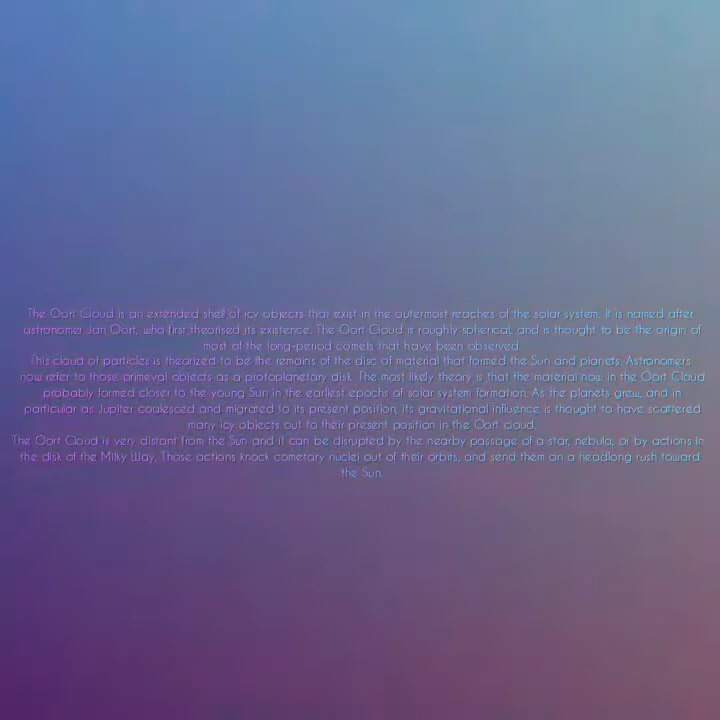 The Oort Cloud is an extended shell of icy objects that exist in the outermost reaches of the solar system. It is named after
astronomer Jan Oort, who first theorised its existence. The Oort Cloud is roughly spherical, and is thought to be the origin of
most of the long-period comets that have been observed.
This cloud of particles is theorized to be the remains of the disc of material that formed the Sun and planets. Astronomers
now refer to those primeval objects as a protoplanetary disk. The most likely theory is that the material now in the Oort Cloud
probably formed closer to the young Sun in the earliest epochs of solar system formation. As the planets grew, and in
particular as Jupiter coalesced and migrated to its present position, its gravitational influence is thought to have scattered
many icy objects out to their present position in the Oort cloud.
The Oort Cloud is very distant from the Sun and it can be disrupted by the nearby passage of a star, nebula, or by actions in
the disk of the Milky Way. Those actions knock cometary nuclei out of their orbits, and send them on a headlong rush toward
the Sun.